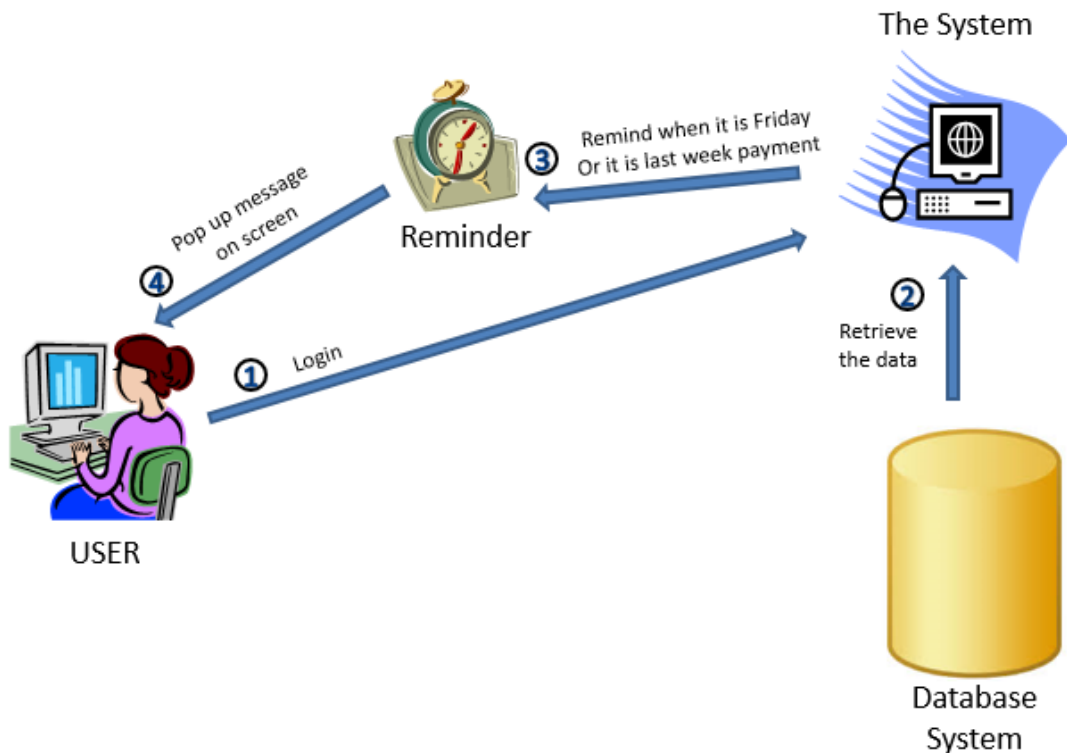 The System
Remind when it is Friday
Or it is last week payment
3
Reminder
Pop up message
on screen
4
1
Login
2
Retrieve
the data
USER
Database
System